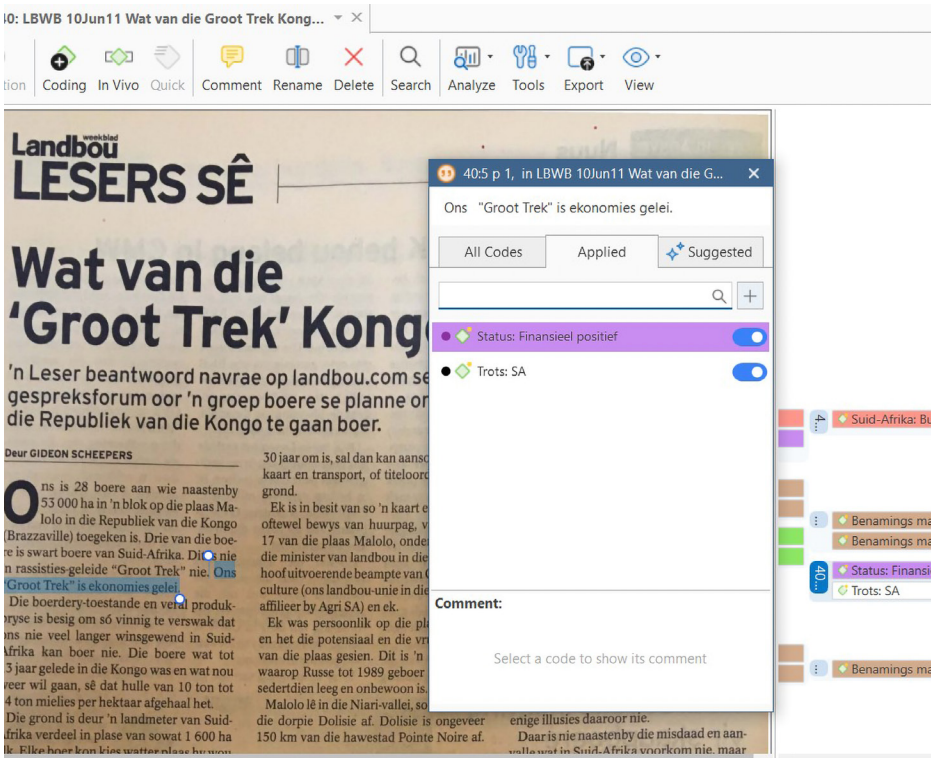 40: LBWB 10Jun11 Wat van die Groot Trek Kong...
Coding In Vivo Quick Comment Rename Delete Search Analyze Tools Export View
Landbou
weekblad
LESERS SÊ
Wat van die
‘Groot Trek’
'n Leser beantwoord navrae op landbou.com se
gespreksforum oor 'n groep boere se planne
die Republiek van die Kongo te gaan boer.
Deur GIDEON SCHEEPERS
Ons is 28 boere aan wie naastenby
53 000 ha in 'n blok op die plaas Ma-
lolo in die Republiek van die Kongo
(Brazzaville) toegeken is. Drie van die boe-
re is swart boere van Suid-Afrika. Dit is nie
'n rassisties-geleide “Groot Trek” nie. Ons
“Groot Trek” is ekonomies gelei.
Die boerdery-toestande en veral produk-
pryse is besig om só vinnig te verswak dat
ons nie veel langer winsgewend in Suid-
Afrika kan boer nie. Die boere wat tot
3 jaar gelede in die Kongo was en wat nou
weer wil gaan, sê dat hulle van 10 ton tot
4 ton mielies per hektaar afgehaal het.
Die grond is deur 'n landmeter van Suid-
Afrika verdeel in plase van sowat 1 600 ha
elk. Elke boer kon kies watter plaas hy wou
30 jaar om is, sal dan kan
kaart en transport, of
grond.
Ek is in besit van so 'n kaart
oftewel bewys van huurpag,
17 van die plaas Malolo,
die minister van landbou in die
hoof uitvoerende beampte van
culture (ons landbou-unie in die
affilieer by Agri SA) en ek.
Ek was persoonlik op die
en het die potensiaal en die
van die plaas gesien. Dit is 'n
waarop Russe tot 1989 geboer
sedertdien leeg en onbewoon is.
Malolo lê in die Niari-vallei, so
die dorpie Dolisie af. Dolisie is ongeveer
150 km van die hawestad Pointe Noire af.
enige illusies daaroor nie.
Daar is nie naastenby die misdaad en aan-
valle wat in Suid-Afrika voorkom nie, maar
40:5 p 1, in LBWB 10Jun11 Wat van die G...
Ons "Groot Trek" is ekonomies gelei.
All Codes Applied Suggested
Status: Finansieel positief
Trots: SA
Comment:
Select a code to show its comment
4...
Suid-Afrika: Bu
Benamings ma
Benamings ma
40...
Status: Finansi
Trots: SA
Benamings ma